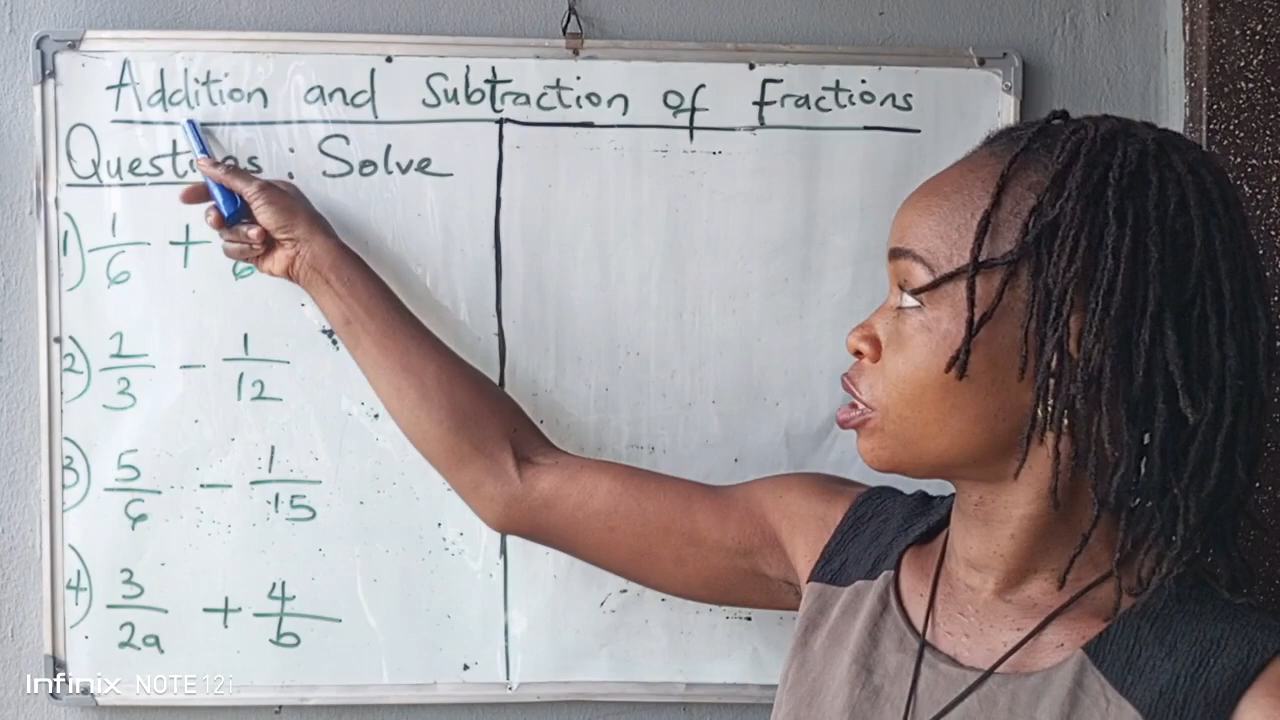 Addition and Subtraction of Fractions
Questions: Solve
1) 1/6 + /6
2) 2/3 - 1/12
3) 5/6 - 1/15
4) 3/2a + 4/b
Infinix NOTE 12i